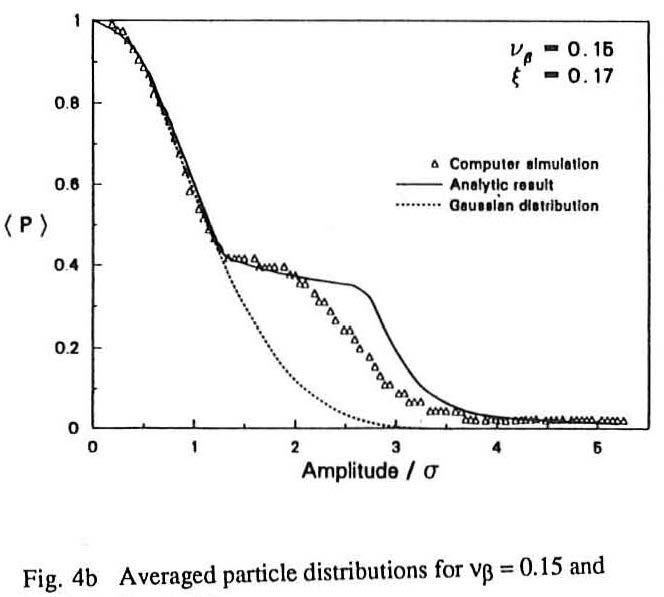 1
0.8
0.6
⟨ P ⟩
0.4
0.2
0
0 1 2 3 4 5
Amplitude / σ
νβ = 0.15
ξ = 0.17
△ Computer simulation
Analytic result
Gaussian distribution
Fig. 4b Averaged particle distributions for νβ = 0.15 and